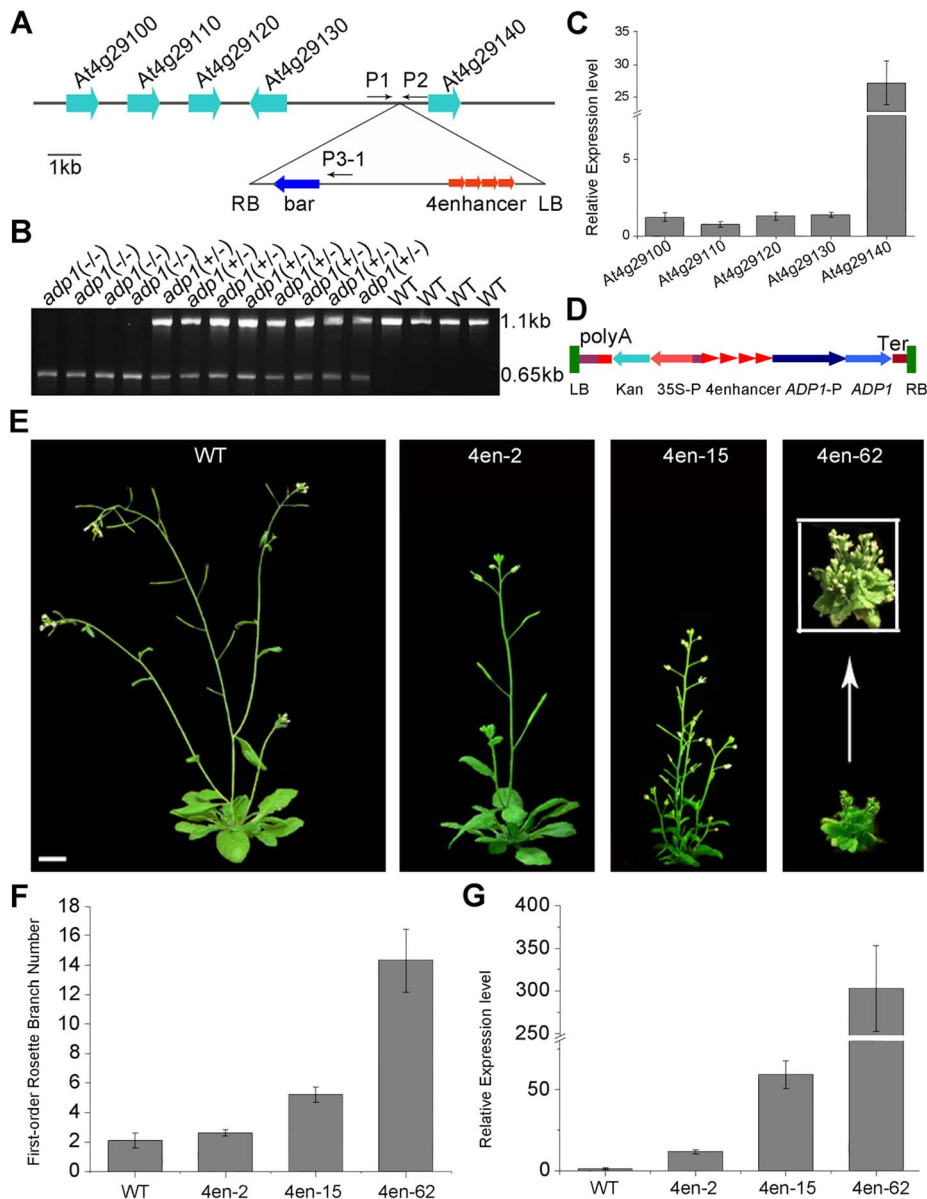 A
At4g29100
At4g29110
At4g29120
At4g29130
At4g29140
P1
P2
1kb
P3-1
RB
bar
4enhancer
LB
B
adp1(-/-)
adp1(-/-)
adp1(-/-)
adp1(-/-)
adp1(+/-)
adp1(+/-)
adp1(+/-)
adp1(+/-)
adp1(+/-)
adp1(+/-)
adp1(+/-)
adp1(+/-)
WT
WT
WT
WT
1.1kb
0.65kb
C
Relative Expression level
35
30
25
5
0
At4g29100
At4g29110
At4g29120
At4g29130
At4g29140
D
polyA
Ter
LB
Kan
35S-P
4enhancer
ADP1-P
ADP1
RB
E
WT
4en-2
4en-15
4en-62
F
First-order Rosette Branch Number
18
16
14
12
10
8
6
4
2
0
WT
4en-2
4en-15
4en-62
G
Relative Expression level
400
350
300
250
50
0
WT
4en-2
4en-15
4en-62